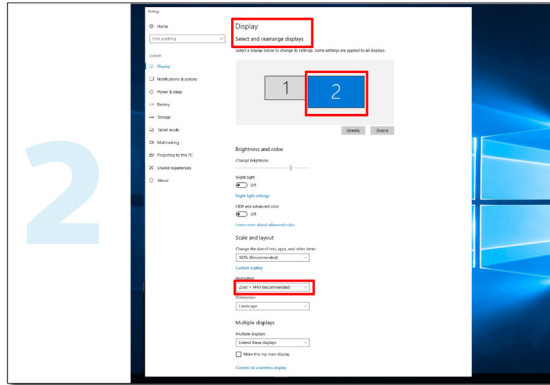 2
Settings
Home
Find a setting
System
Display
Notifications & actions
Power & sleep
Battery
Storage
Tablet mode
Multitasking
Projecting to this PC
Shared experiences
About
Display
Select and rearrange displays
Select a display below to change its settings. Some settings are applied to all displays.
1
2
Identify
Detect
Brightness and color
Change brightness
Night light
Off
Night light settings
HDR and advanced color
Off
Learn more about advanced color
Scale and layout
Change the size of text, apps, and other items
100% (Recommended)
Custom scaling
Resolution
2560 × 1440 (Recommended)
Orientation
Landscape
Multiple displays
Multiple displays
Extend these displays
Make this my main display
Connect to a wireless display